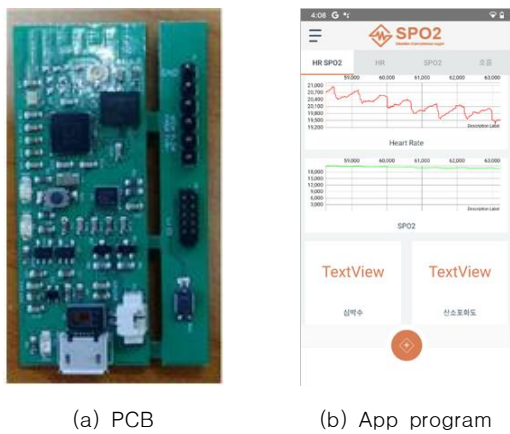 4:08 G
SPO2
HR SPO2 HR SPO2 호흡
59,000 60,000 61,000 62,000 63,000
21,000
20,700
20,400
20,100
19,800
19,500
19,200
Description Label
Heart Rate
59,000 60,000 61,000 62,000 63,000
18,000
15,000
12,000
9,000
6,000
3,000
Description Label
SPO2
TextView TextView
심박수 산소포화도
(a) PCB (b) App program